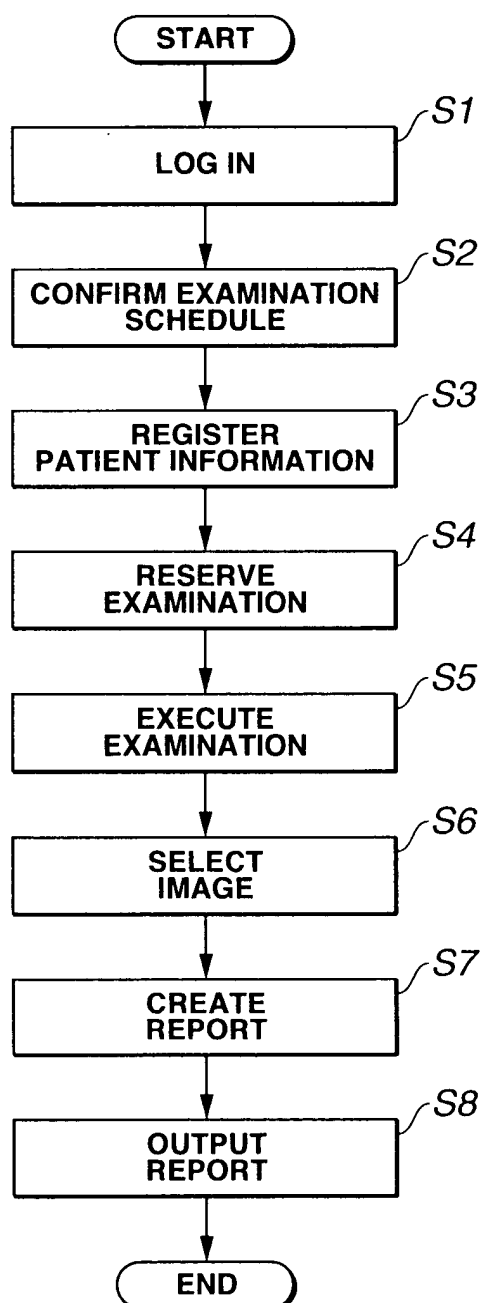 START
S1
LOG IN
S2
CONFIRM EXAMINATION
SCHEDULE
S3
REGISTER
PATIENT INFORMATION
S4
RESERVE
EXAMINATION
S5
EXECUTE
EXAMINATION
S6
SELECT
IMAGE
S7
CREATE
REPORT
S8
OUTPUT
REPORT
END